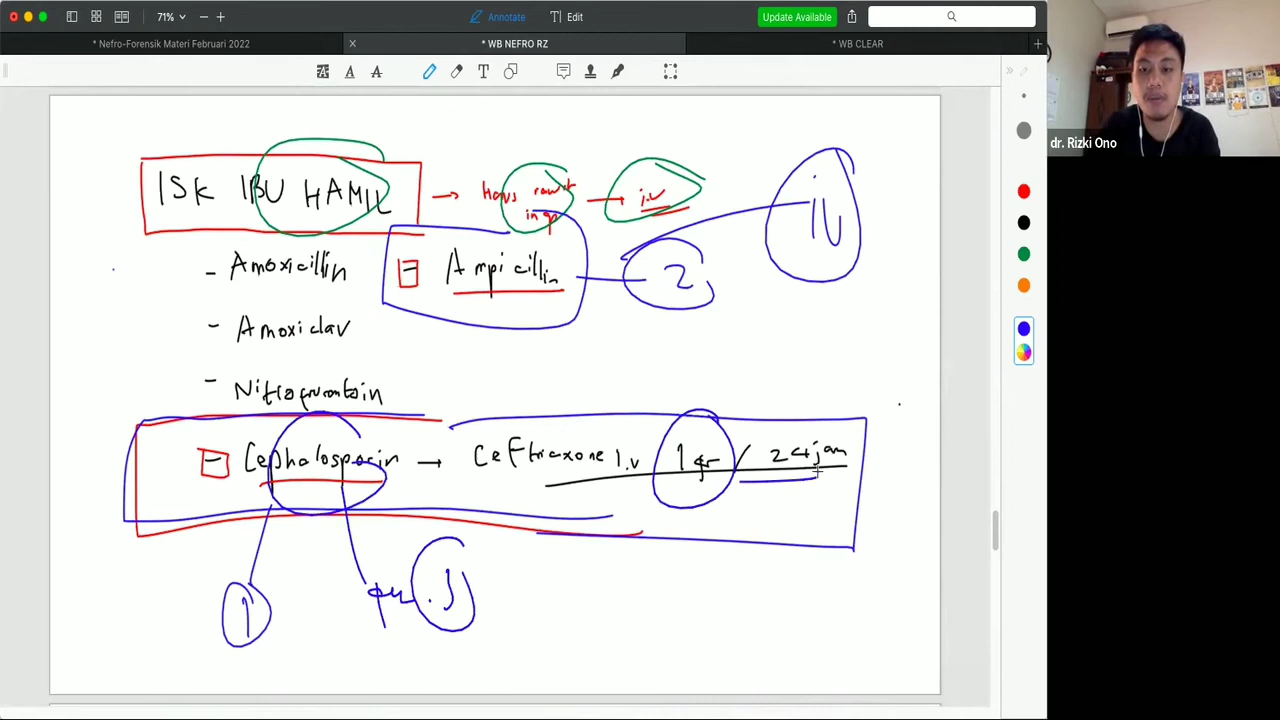 71%
Annotate
Edit
Update Available
* Nefro-Forensik Materi Februari 2022
* WB NEFRO RZ
* WB CLEAR
dr. Rizki Ono
ISK IBU HAMIL → Harus rawat inap → i.v
iv
- Amoxicillin
- Ampicillin 2
- Amoxiclav
- Nitrofurantoin
- Cephalosporin → Ceftriaxone i.v 1 gr / 24 jam
1